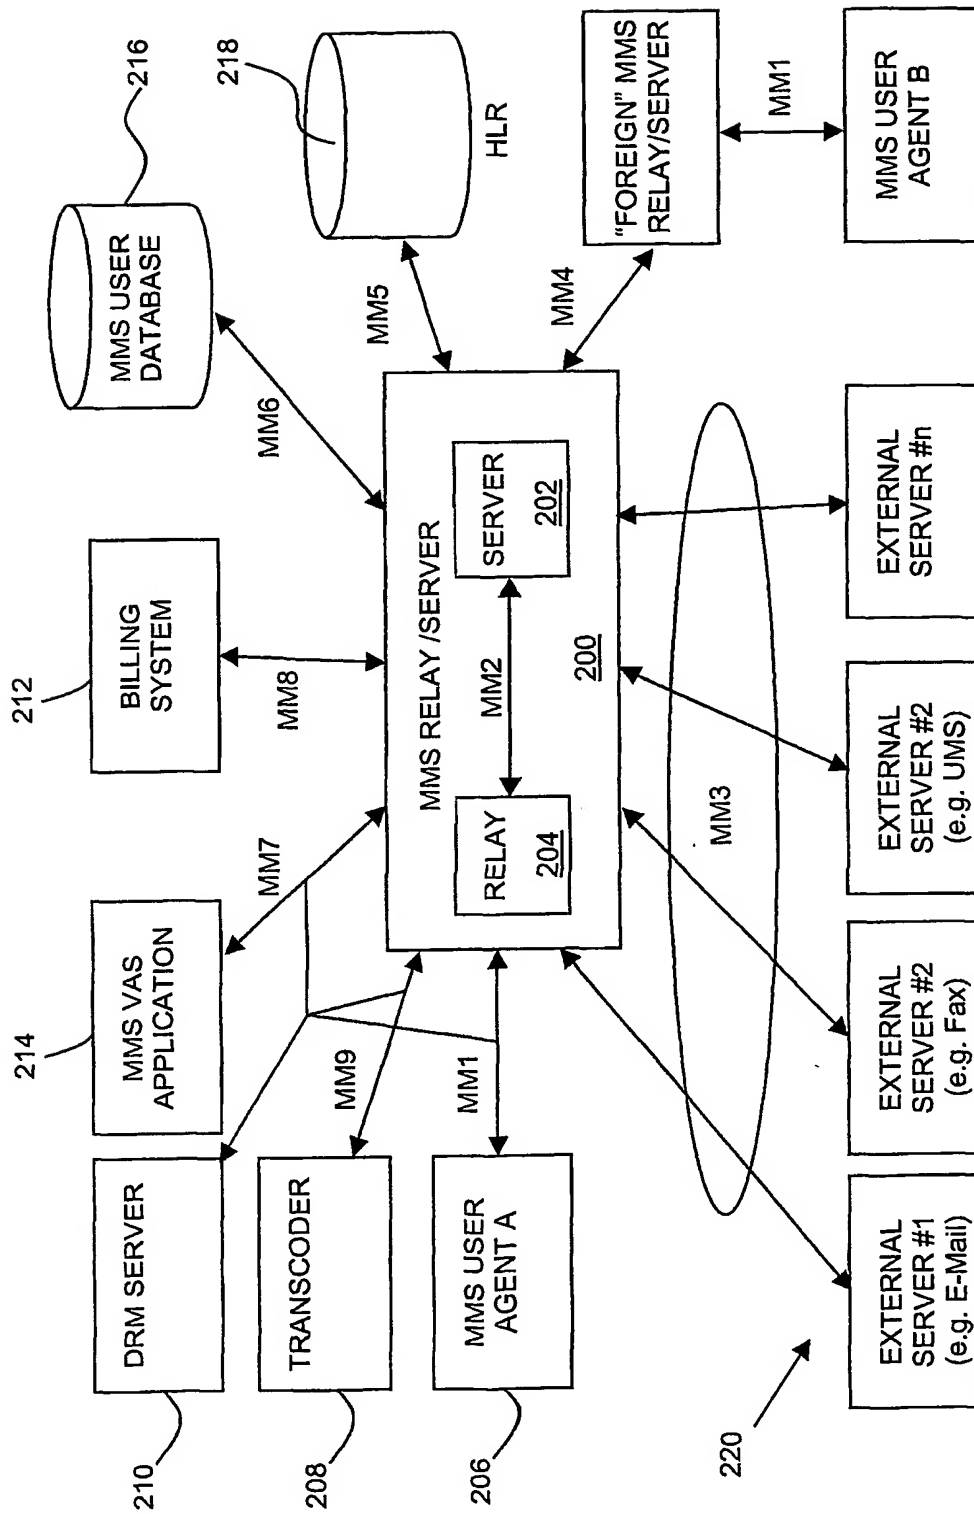 210
DRM SERVER
208
TRANSCODER
206
MMS USER
AGENT A
214
MMS VAS
APPLICATION
212
BILLING
SYSTEM
MMS USER
DATABASE
216
218
HLR
MM9
MM1
MM7
MM8
MM6
MM5
MM4
MMS RELAY /SERVER
RELAY
204
MM2
SERVER
202
200
"FOREIGN" MMS
RELAY/SERVER
MM1
MMS USER
AGENT B
MM3
220
EXTERNAL
SERVER #1
(e.g. E-Mail)
EXTERNAL
SERVER #2
(e.g. Fax)
EXTERNAL
SERVER #2
(e.g. UMS)
EXTERNAL
SERVER #n